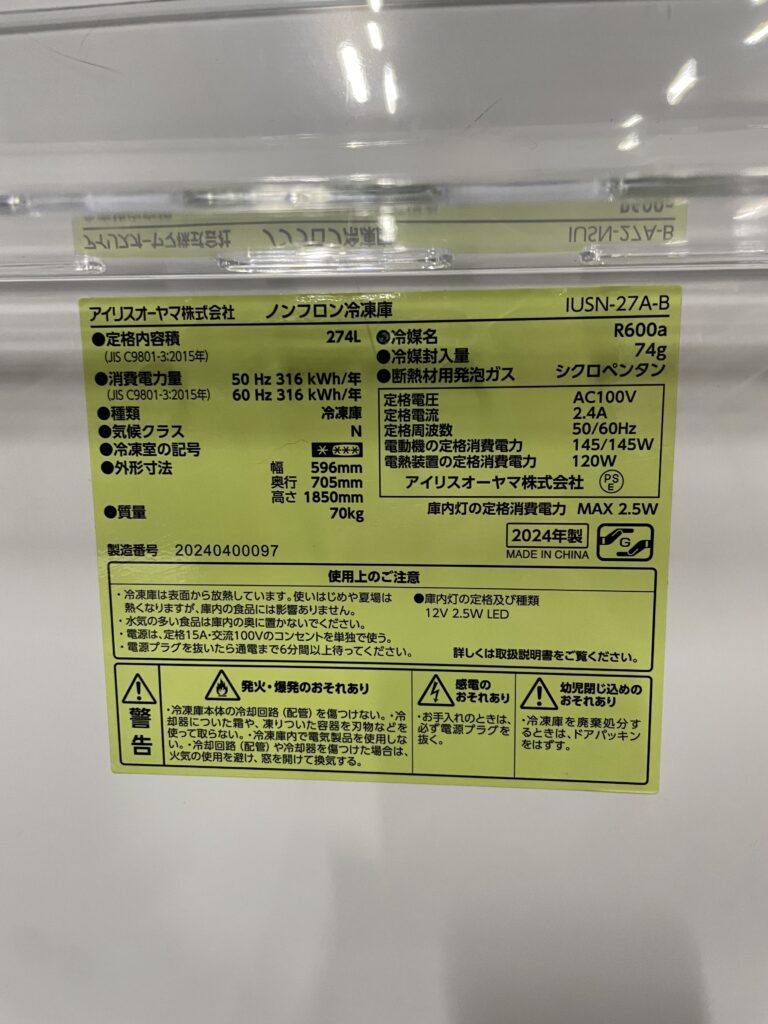 アイリスオーヤマ株式会社 ノンフロン冷凍庫 IUSN-27A-B
●定格内容積 274L
(JIS C9801-3:2015年)
●消費電力量 50 Hz 316 kWh/年
(JIS C9801-3:2015年) 60 Hz 316 kWh/年
●種類 冷凍庫
●気候クラス N
●冷凍室の記号
●外形寸法 幅 596mm
奥行 705mm
高さ 1850mm
●質量 70kg
製造番号 20240400097
●冷媒名 R600a
●冷媒封入量 74g
●断熱材用発泡ガス シクロペンタン
定格電圧 AC100V
定格電流 2.4A
定格周波数 50/60Hz
電動機の定格消費電力 145/145W
電熱装置の定格消費電力 120W
アイリスオーヤマ株式会社 PSE
庫内灯の定格消費電力 MAX 2.5W
2024年製
MADE IN CHINA
G
使用上のご注意
・冷凍庫は表面から放熱しています。使いはじめや夏場は
熱くなりますが、庫内の食品には影響ありません。
・水気の多い食品は庫内の奥に置かないでください。
・電源は、定格15A・交流100Vのコンセントを単独で使う。
・電源プラグを抜いたら通電まで6分間以上待ってください。
●庫内灯の定格及び種類
12V 2.5W LED
詳しくは取扱説明書をご覧ください。
警告
発火・爆発のおそれあり
・冷凍庫本体の冷却回路(配管)を傷つけない。・冷
却器についた霜や、凍りついた容器を刃物などを
使って取らない。・冷凍庫内で電気製品を使用しな
い。・冷却回路(配管)や冷却器を傷つけた場合は、
火気の使用を避け、窓を開けて換気する。
感電の
おそれあり
・お手入れのときは、
必ず電源プラグを
抜く。
幼児閉じ込めの
おそれあり
・冷凍庫を廃棄処分す
るときは、ドアパッキン
をはずす。